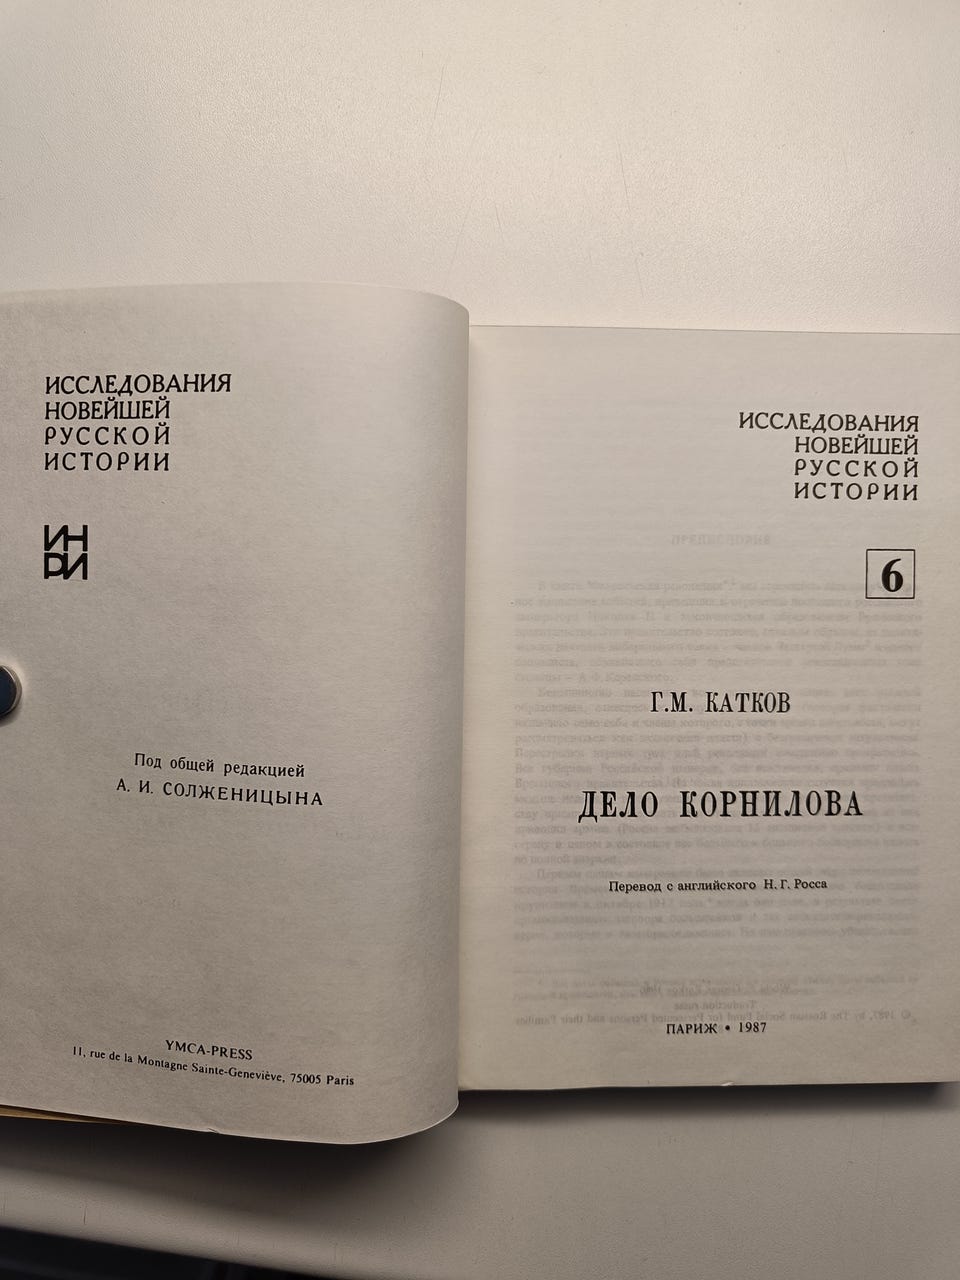 ИССЛЕДОВАНИЯ
НОВЕЙШЕЙ
РУССКОЙ
ИСТОРИИ
ИН
РИ
Под общей редакцией
А. И. СОЛЖЕНИЦЫНА
YMCA-PRESS
11, rue de la Montagne Sainte-Geneviève, 75005 Paris
ИССЛЕДОВАНИЯ
НОВЕЙШЕЙ
РУССКОЙ
ИСТОРИИ
6
Г.М. КАТКОВ
ДЕЛО КОРНИЛОВА
Перевод с английского Н. Г. Росса
ПАРИЖ • 1987